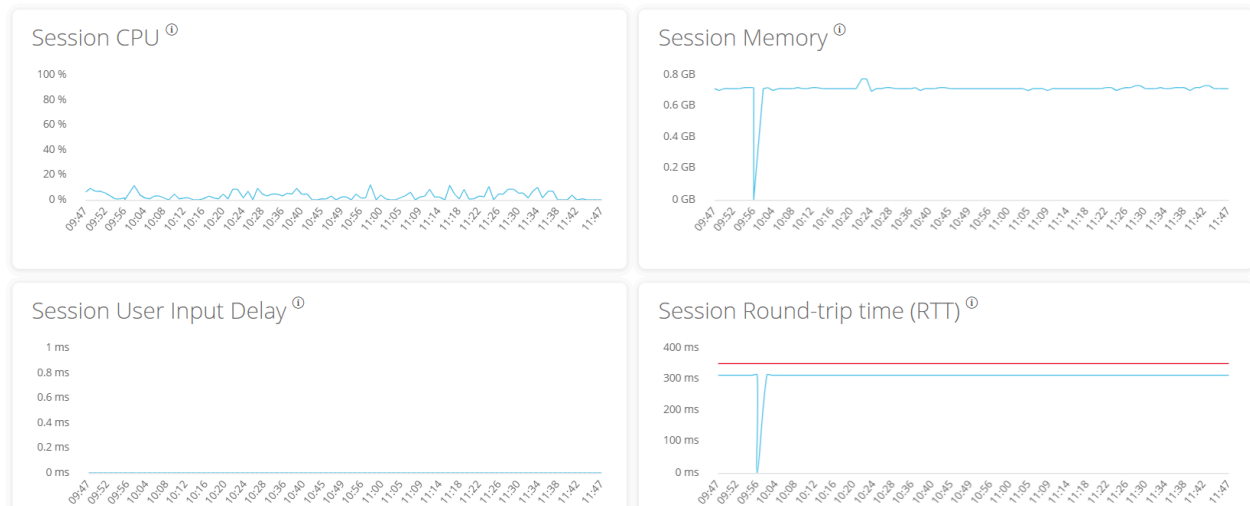 Session CPU ⓘ
100 %
80 %
60 %
40 %
20 %
0 %
09:47 09:52 09:56 10:04 10:08 10:12 10:16 10:20 10:24 10:28 10:36 10:40 10:45 10:49 10:56 11:00 11:05 11:09 11:14 11:18 11:22 11:26 11:30 11:34 11:38 11:42 11:47
Session Memory ⓘ
0.8 GB
0.6 GB
0.4 GB
0.2 GB
0 GB
09:47 09:52 09:56 10:04 10:08 10:12 10:16 10:20 10:24 10:28 10:36 10:40 10:45 10:49 10:56 11:00 11:05 11:09 11:14 11:18 11:22 11:26 11:30 11:34 11:38 11:42 11:47
Session User Input Delay ⓘ
1 ms
0.8 ms
0.6 ms
0.4 ms
0.2 ms
0 ms
09:47 09:52 09:56 10:04 10:08 10:12 10:16 10:20 10:24 10:28 10:36 10:40 10:45 10:49 10:56 11:00 11:05 11:09 11:14 11:18 11:22 11:26 11:30 11:34 11:38 11:42 11:47
Session Round-trip time (RTT) ⓘ
400 ms
300 ms
200 ms
100 ms
0 ms
09:47 09:52 09:56 10:04 10:08 10:12 10:16 10:20 10:24 10:28 10:36 10:40 10:45 10:49 10:56 11:00 11:05 11:09 11:14 11:18 11:22 11:26 11:30 11:34 11:38 11:42 11:47